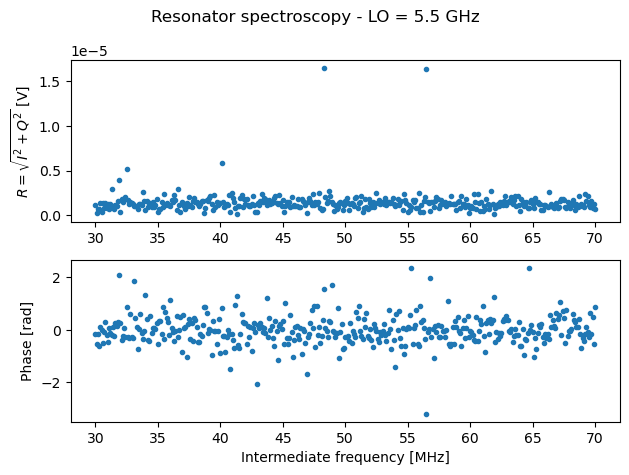 Resonator spectroscopy - LO = 5.5 GHz
1e−5
R = √I² + Q² [V]
1.5
1.0
0.5
0.0
30 35 40 45 50 55 60 65 70
Phase [rad]
2
0
−2
30 35 40 45 50 55 60 65 70
Intermediate frequency [MHz]